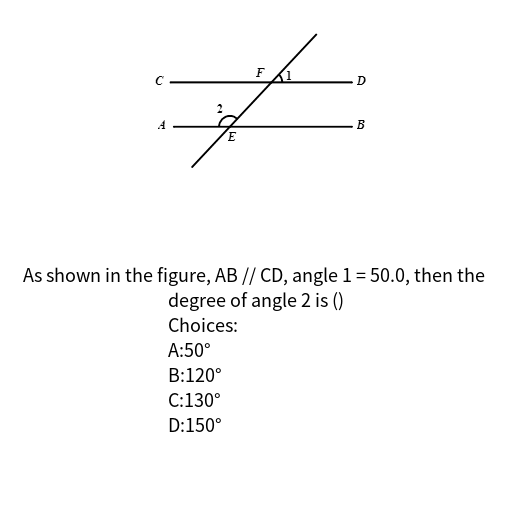 C F 1 D
2
A E B
As shown in the figure, AB // CD, angle 1 = 50.0, then the
degree of angle 2 is ()
Choices:
A:50°
B:120°
C:130°
D:150°